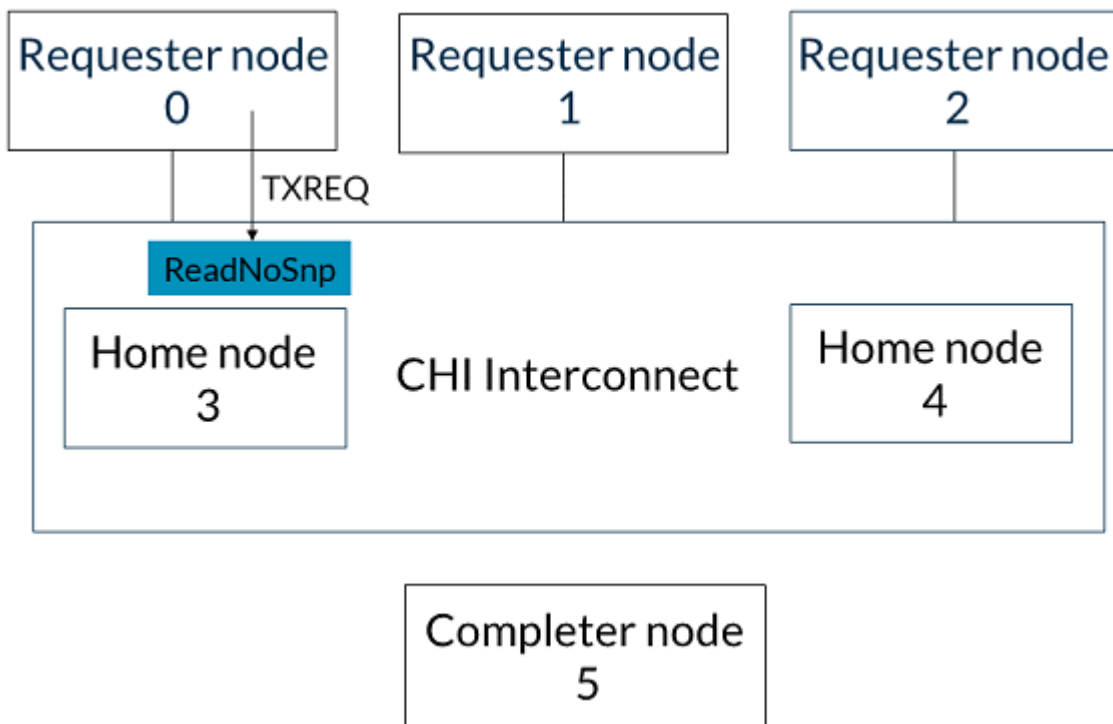 Requester node
0
Requester node
1
Requester node
2
TXREQ
ReadNoSnp
Home node
3
CHI Interconnect
Home node
4
Completer node
5